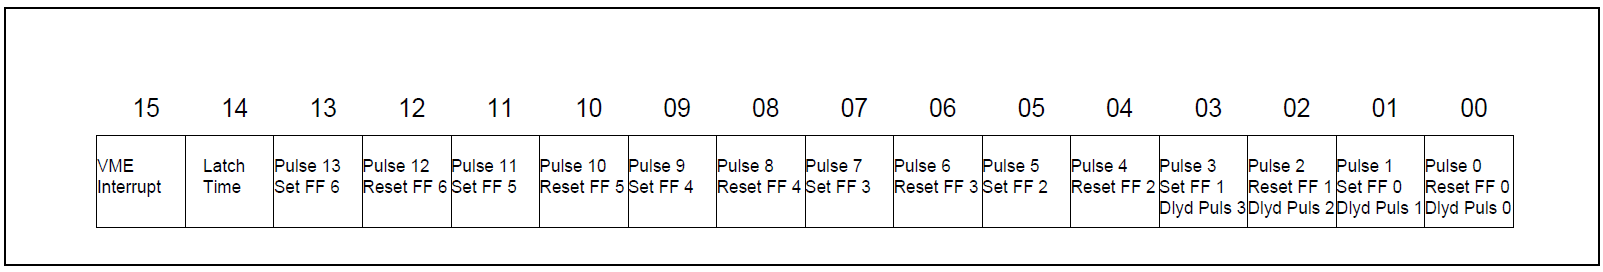 15 14 13 12 11 10 09 08 07 06 05 04 03 02 01 00
VME Latch Pulse 13 Pulse 12 Pulse 11 Pulse 10 Pulse 9 Pulse 8 Pulse 7 Pulse 6 Pulse 5 Pulse 4 Pulse 3 Pulse 2 Pulse 1 Pulse 0
Interrupt Time Set FF 6 Reset FF 6 Set FF 5 Reset FF 5 Set FF 4 Reset FF 4 Set FF 3 Reset FF 3 Set FF 2 Reset FF 2 Set FF 1 Reset FF 1 Set FF 0 Reset FF 0
Dlyd Puls 3 Dlyd Puls 2 Dlyd Puls 1 Dlyd Puls 0